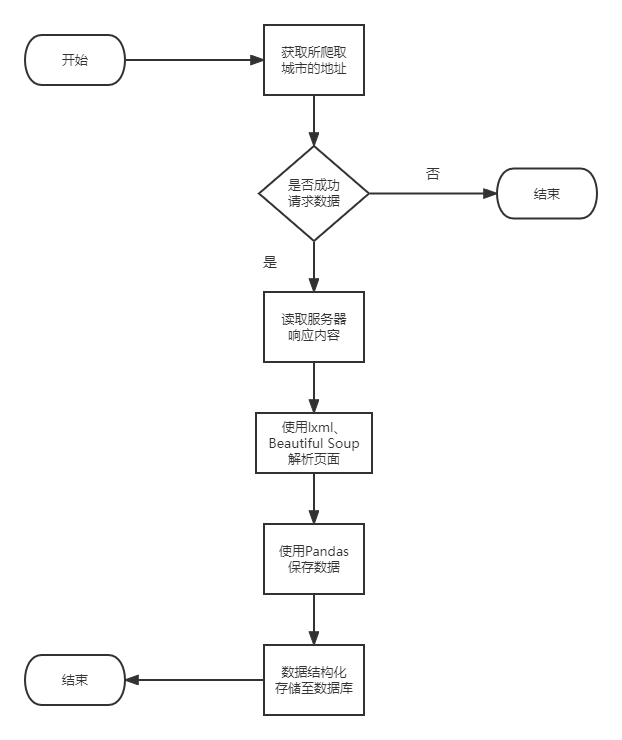 开始
获取所爬取
城市的地址
是否成功
请求数据
否
结束
是
读取服务器
响应内容
使用lxml、
Beautiful Soup
解析页面
使用Pandas
保存数据
数据结构化
存储至数据库
结束